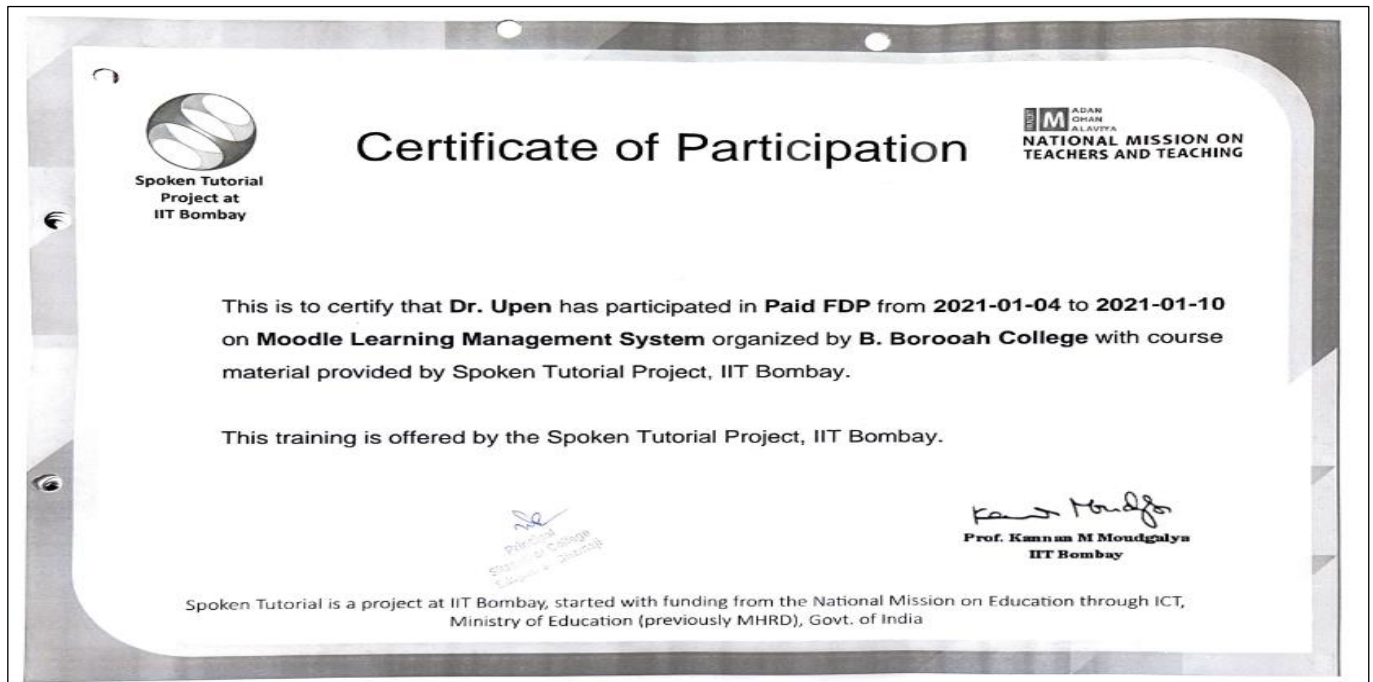 Certificate of Participation
Spoken Tutorial
Project at
IIT Bombay
M
ADAN
OHAN
ALAVIYA
NATIONAL MISSION ON
TEACHERS AND TEACHING
This is to certify that Dr. Upen has participated in Paid FDP from 2021-01-04 to 2021-01-10
on Moodle Learning Management System organized by B. Borooah College with course
material provided by Spoken Tutorial Project, IIT Bombay.
This training is offered by the Spoken Tutorial Project, IIT Bombay.
Principal
College
Prof. Kannan M Moudgalya
IIT Bombay
Spoken Tutorial is a project at IIT Bombay, started with funding from the National Mission on Education through ICT,
Ministry of Education (previously MHRD), Govt. of India